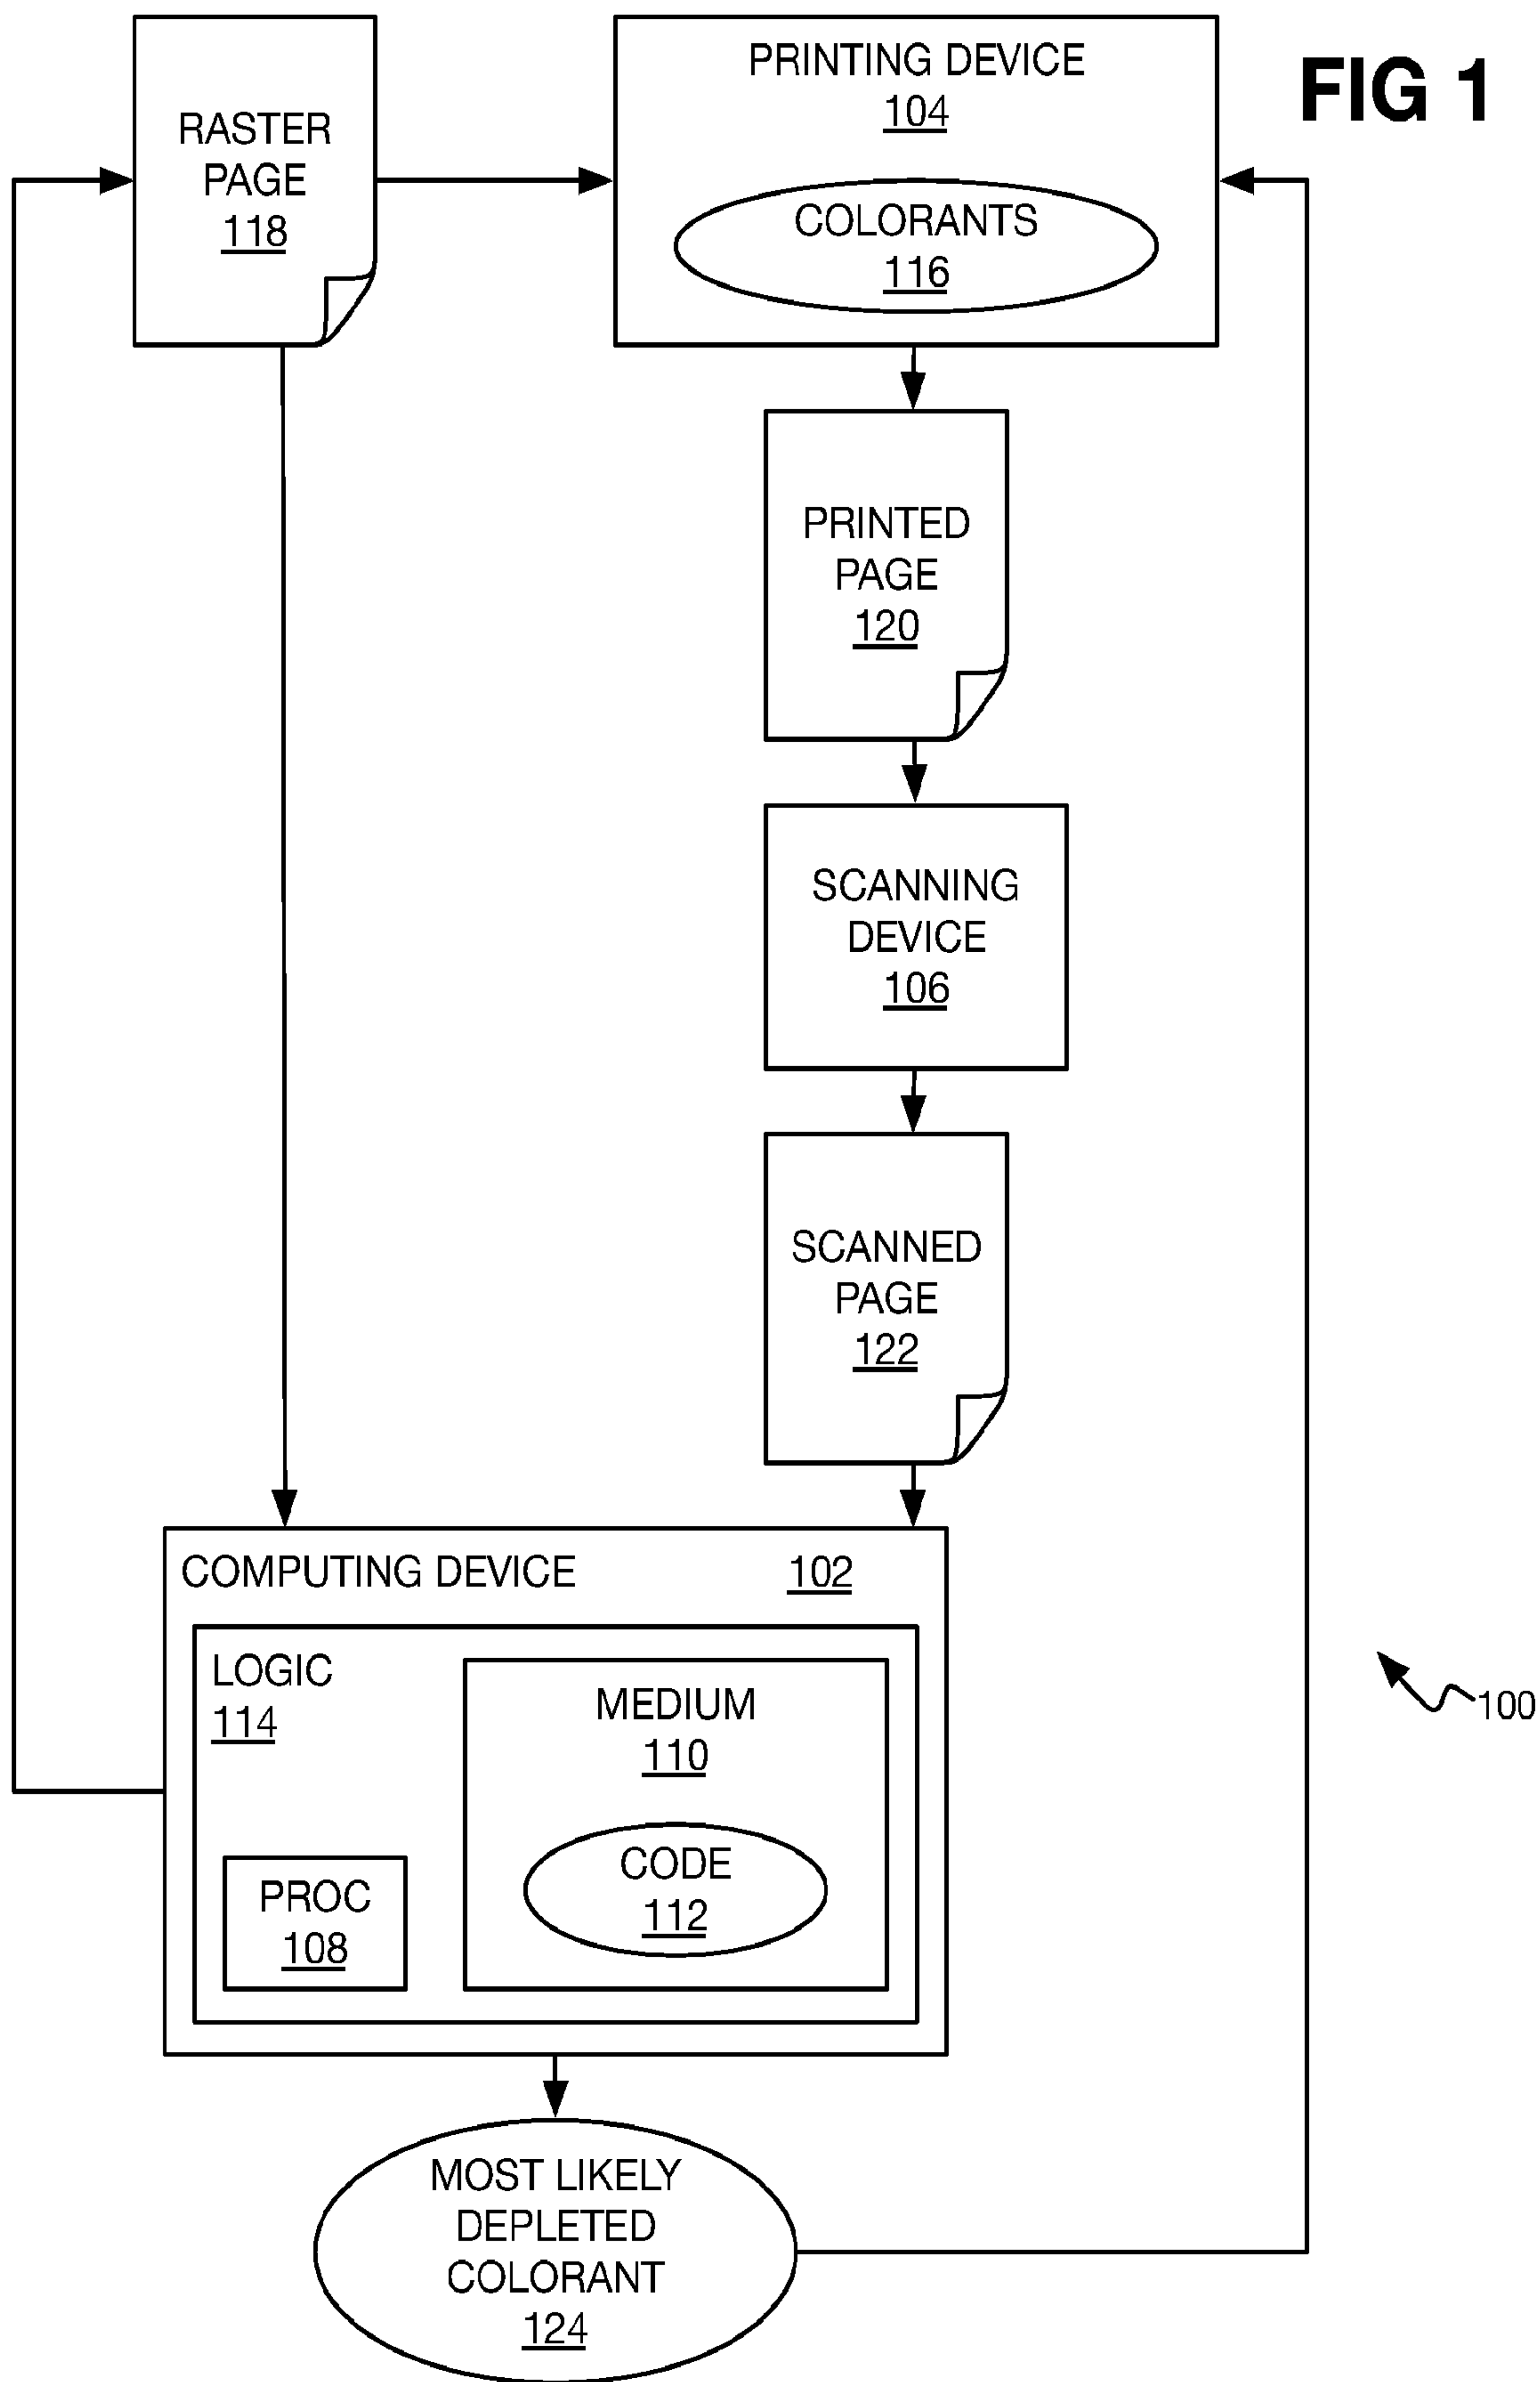 FIG 1
RASTER
PAGE
118
PRINTING DEVICE
104
COLORANTS
116
PRINTED
PAGE
120
SCANNING
DEVICE
106
SCANNED
PAGE
122
COMPUTING DEVICE 102
LOGIC
114
MEDIUM
110
CODE
112
PROC
108
100
MOST LIKELY
DEPLETED
COLORANT
124